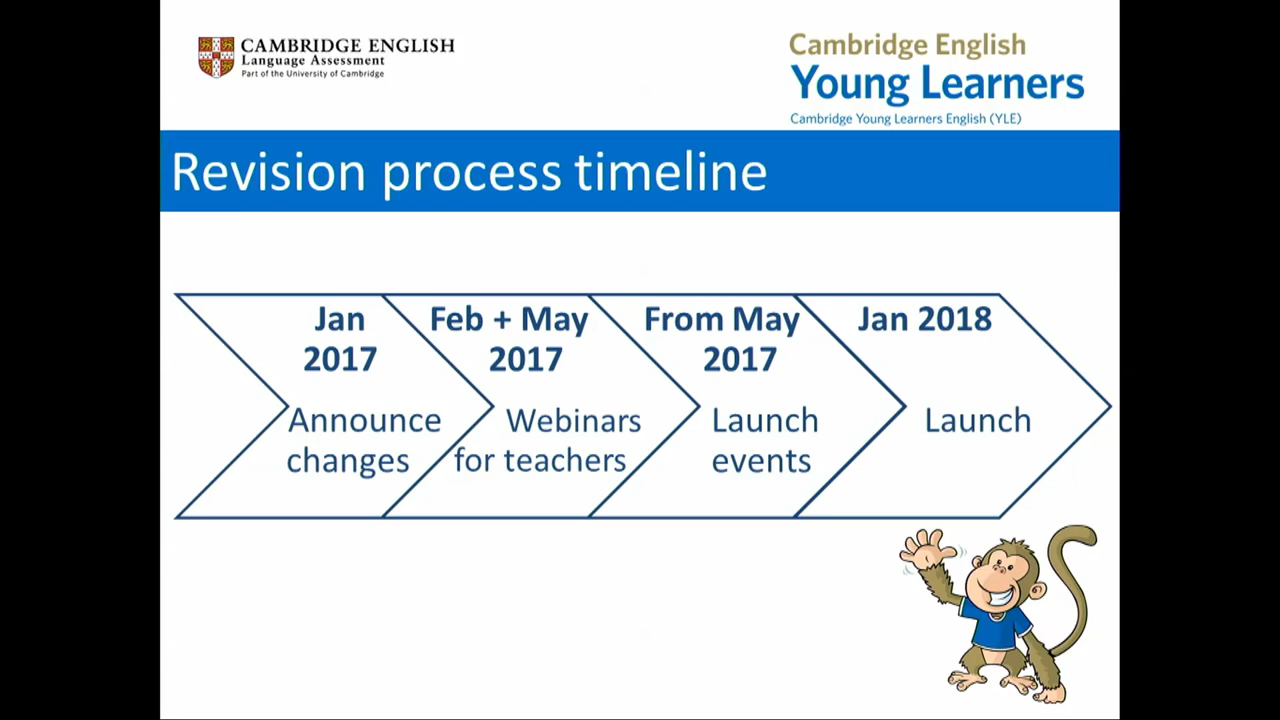 CAMBRIDGE ENGLISH
Language Assessment
Part of the University of Cambridge
Cambridge English
Young Learners
Cambridge Young Learners English (YLE)
Revision process timeline
Jan
2017
Announce
changes
Feb + May
2017
Webinars
for teachers
From May
2017
Launch
events
Jan 2018
Launch